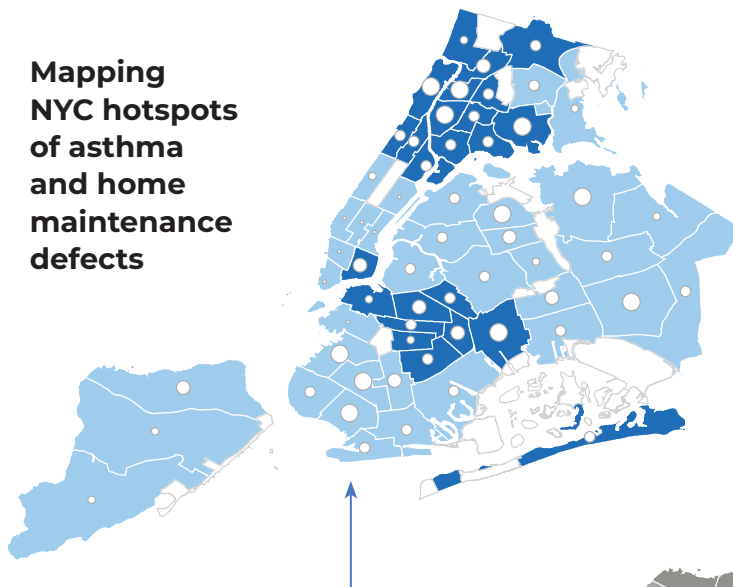 Mapping
NYC hotspots
of asthma
and home
maintenance
defects